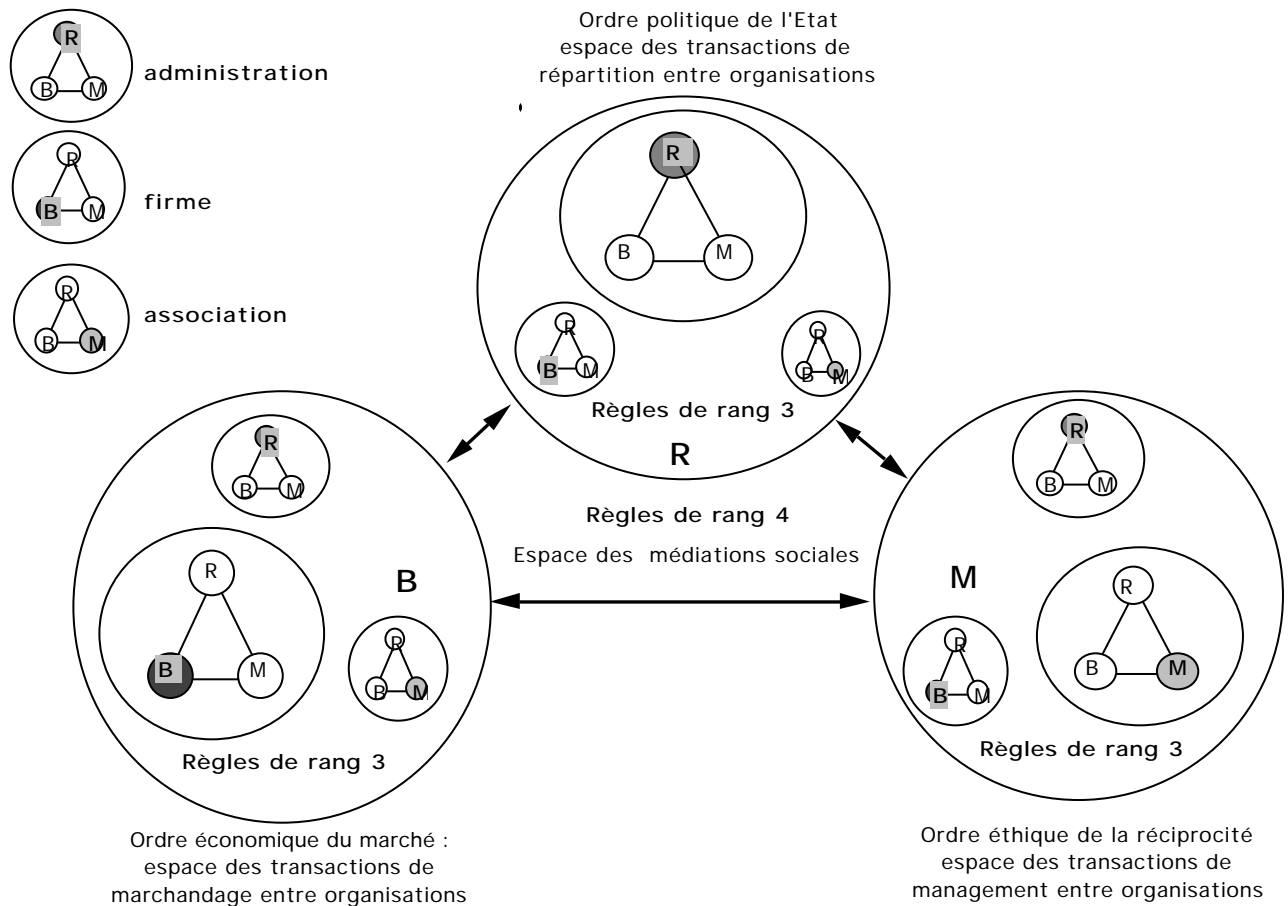 R
B M
administration
R
B M
firme
R
B M
association
Ordre politique de l'Etat
espace des transactions de
répartition entre organisations
R
B M
R
B M
R
B M
Règles de rang 3
R
Règles de rang 4
Espace des médiations sociales
R
B M
B
R
B M
R
B M
Règles de rang 3
Ordre économique du marché :
espace des transactions de
marchandage entre organisations
R
B M
M
R
B M
R
B M
Règles de rang 3
Ordre éthique de la réciprocité
espace des transactions de
management entre organisations